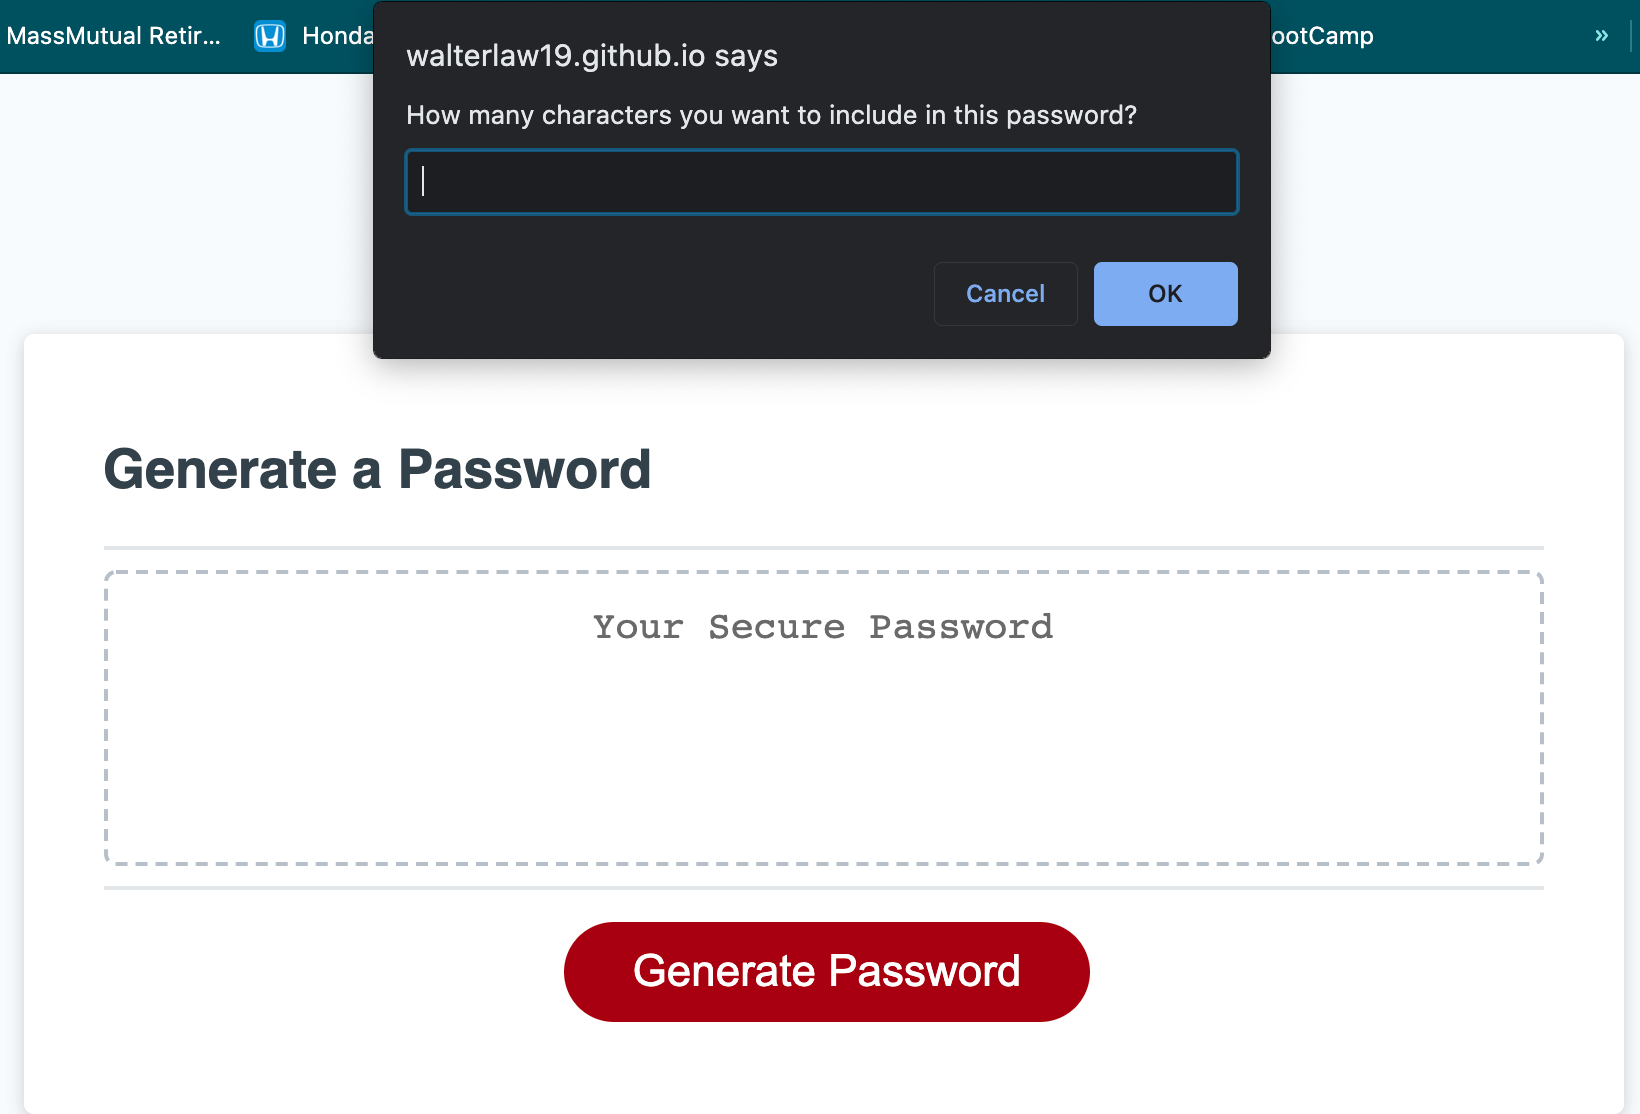 MassMutual Retir... Honda ootCamp »
walterlaw19.github.io says
How many characters you want to include in this password?
Cancel OK
Generate a Password
Your Secure Password
Generate Password